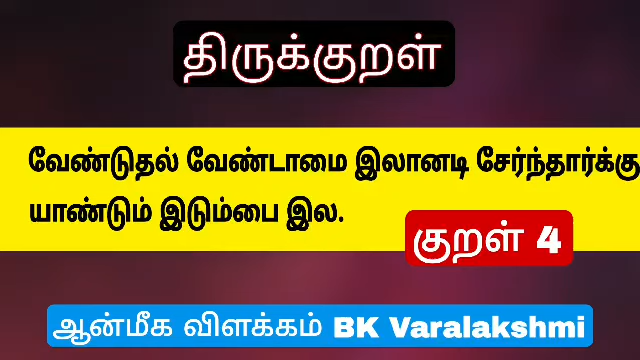 திருக்குறள்
வேண்டுதல் வேண்டாமை இலானடி சேர்ந்தார்க்கு
யாண்டும் இடும்பை இல.
குறள் 4
ஆன்மீக விளக்கம் BK Varalakshmi